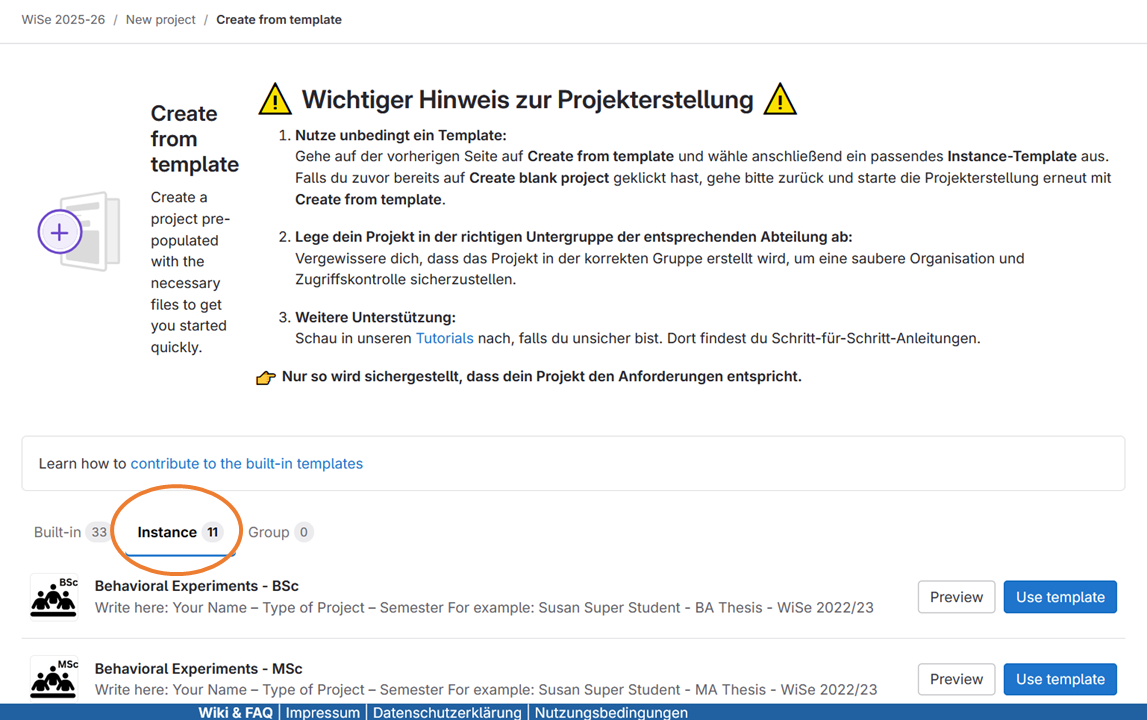 WiSe 2025-26 / New project / Create from template
Create
from
template
Create a
project pre-
populated
with the
necessary
files to get
you started
quickly.
Wichtiger Hinweis zur Projekterstellung
1. Nutze unbedingt ein Template:
Gehe auf der vorherigen Seite auf Create from template und wähle anschließend ein passendes Instance-Template aus.
Falls du zuvor bereits auf Create blank project geklickt hast, gehe bitte zurück und starte die Projekterstellung erneut mit
Create from template.
2. Lege dein Projekt in der richtigen Untergruppe der entsprechenden Abteilung ab:
Vergewissere dich, dass das Projekt in der korrekten Gruppe erstellt wird, um eine saubere Organisation und
Zugriffskontrolle sicherzustellen.
3. Weitere Unterstützung:
Schau in unseren Tutorials nach, falls du unsicher bist. Dort findest du Schritt-für-Schritt-Anleitungen.
👉 Nur so wird sichergestellt, dass dein Projekt den Anforderungen entspricht.
Learn how to contribute to the built-in templates
Built-in 33 Instance 11 Group 0
BSc
Behavioral Experiments - BSc
Write here: Your Name – Type of Project – Semester For example: Susan Super Student - BA Thesis - WiSe 2022/23
Preview Use template
MSc
Behavioral Experiments - MSc
Write here: Your Name – Type of Project – Semester For example: Susan Super Student - MA Thesis - WiSe 2022/23
Preview Use template
Wiki & FAQ | Impressum | Datenschutzerklärung | Nutzungsbedingungen